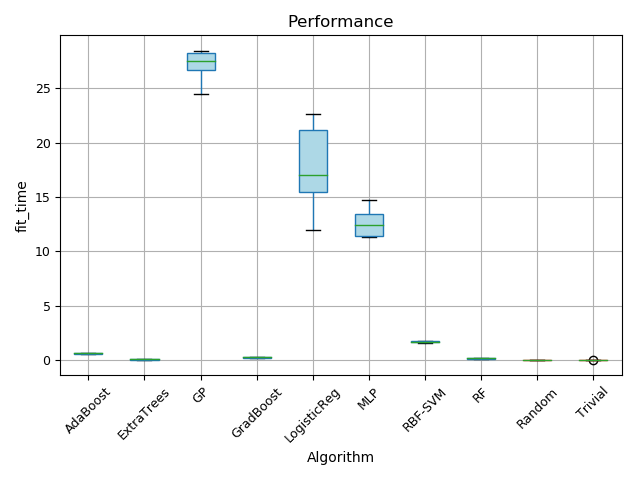 Performance
fit_time
25
20
15
10
5
0
AdaBoost
ExtraTrees
GP
GradBoost
LogisticReg
MLP
RBF-SVM
RF
Random
Trivial
Algorithm